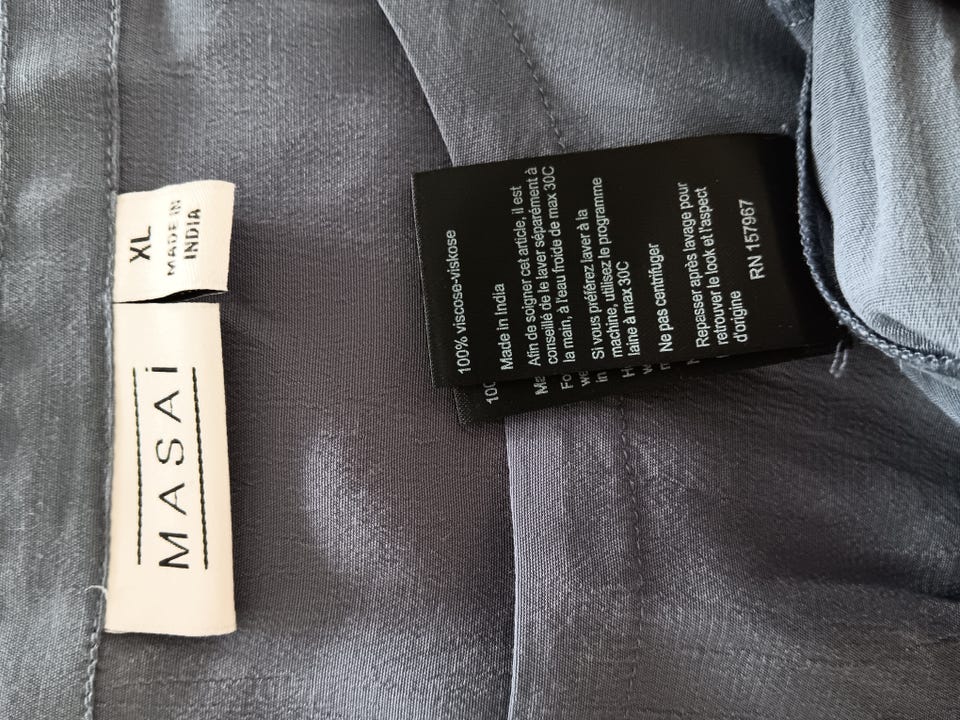 XL
MADE IN
INDIA
MASAi
100% viscose-viskose
Made in India
Afin de soigner cet article, il est
conseillé de le laver séparément à
la main, à l'eau froide de max 30C
Si vous préférez laver à la
machine, utilisez le programme
laine à max 30C
Ne pas centrifuger
Repasser après lavage pour
retrouver le look et l'aspect
d'origine
RN 157967